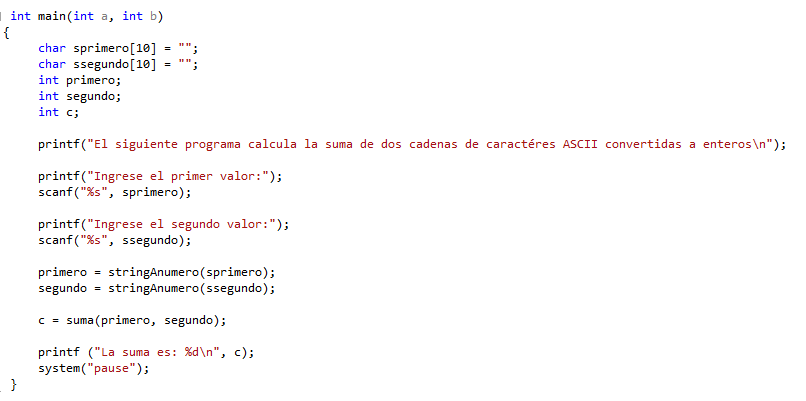 int main(int a, int b)
{
char sprimero[10] = "";
char ssegundo[10] = "";
int primero;
int segundo;
int c;
printf("El siguiente programa calcula la suma de dos cadenas de caractéres ASCII convertidas a enteros\n");
printf("Ingrese el primer valor:");
scanf("%s", sprimero);
printf("Ingrese el segundo valor:");
scanf("%s", ssegundo);
primero = stringAnumero(sprimero);
segundo = stringAnumero(ssegundo);
c = suma(primero, segundo);
printf ("La suma es: %d\n", c);
system("pause");
}